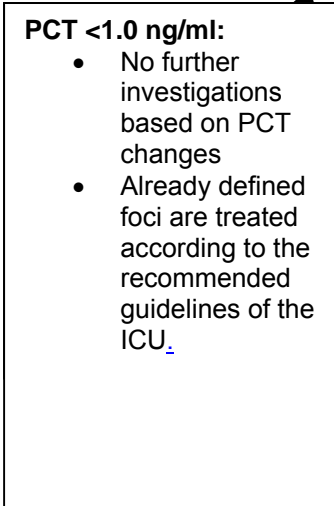 PCT <1.0 ng/ml:
• No further
investigations
based on PCT
changes
• Already defined
foci are treated
according to the
recommended
guidelines of the
ICU.